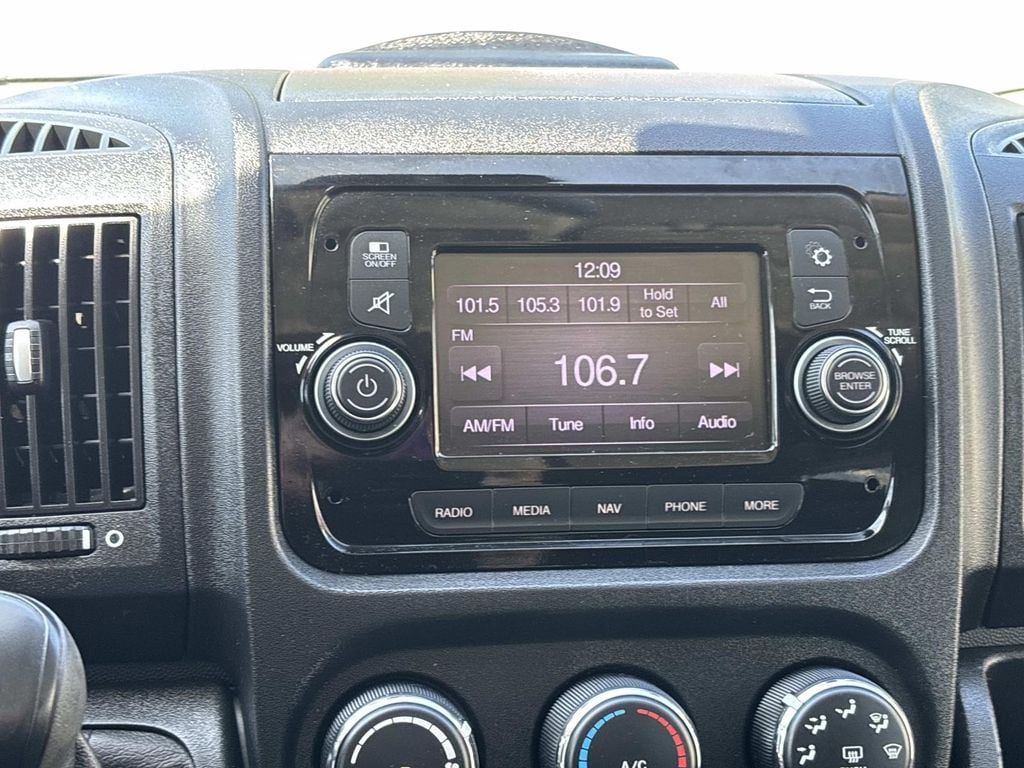 SCREEN
ON/OFF
12:09
101.5 105.3 101.9 Hold
to Set All
FM
106.7
AM/FM Tune Info Audio
VOLUME
TUNE
SCROLL
BACK
BROWSE
ENTER
RADIO MEDIA NAV PHONE MORE
A/C